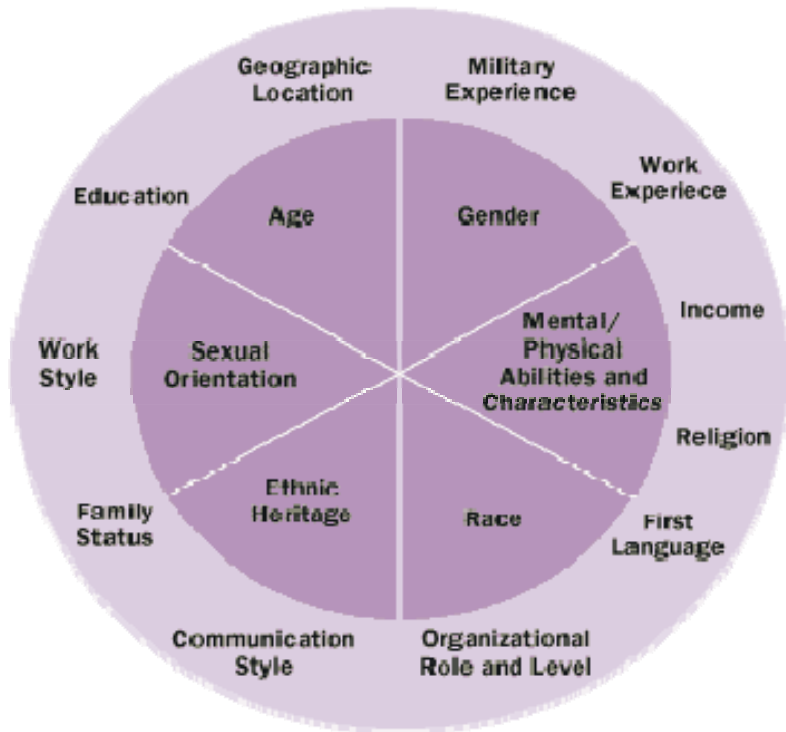 Geographic
Location
Military
Experience
Work
Experiece
Education
Age
Gender
Income
Mental/
Physical
Abilities and
Characteristics
Work
Style
Sexual
Orientation
Religion
Ethnic
Heritage
Race
Family
Status
First
Language
Communication
Style
Organizational
Role and Level